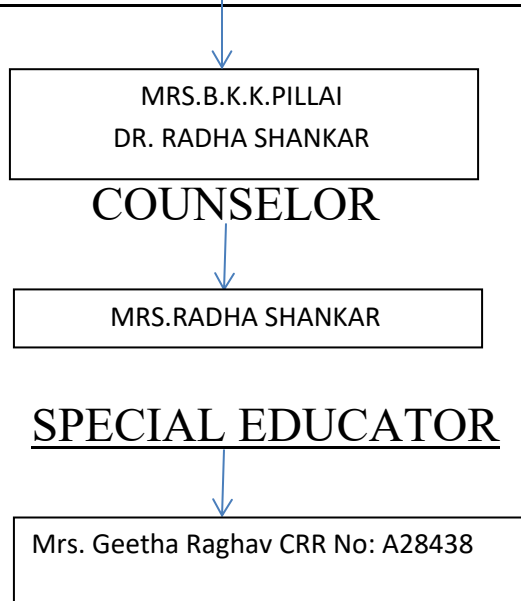 MRS.B.K.K.PILLAI
DR. RADHA SHANKAR
COUNSELOR
MRS.RADHA SHANKAR
SPECIAL EDUCATOR
Mrs. Geetha Raghav CRR No: A28438